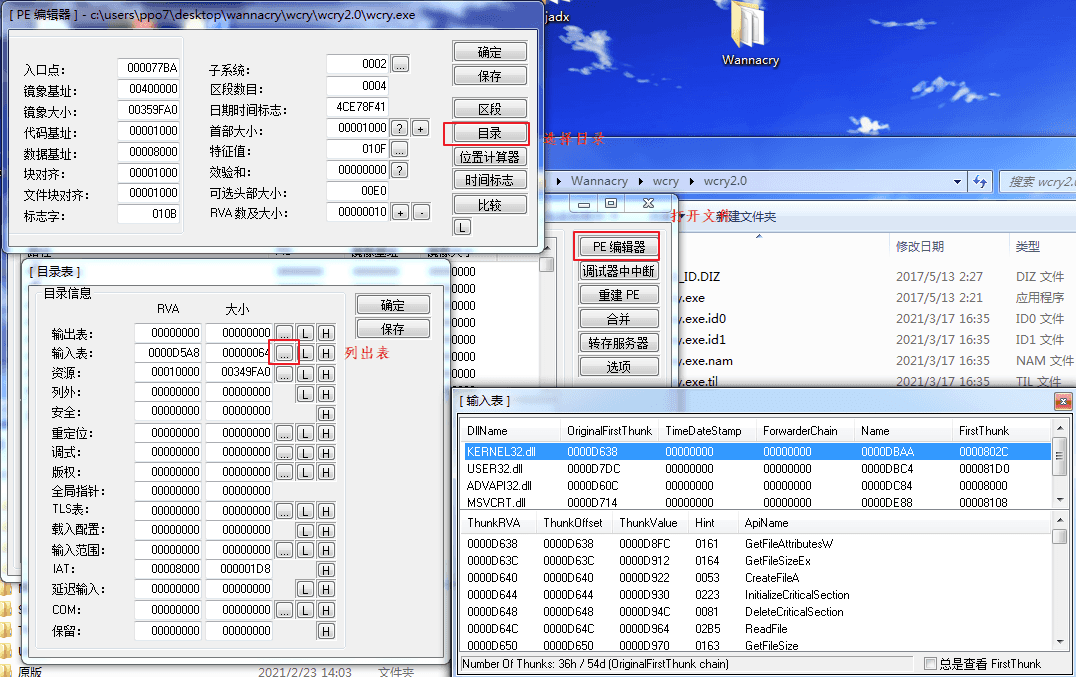 [ PE 编辑器 ] - c:\users\ppo7\desktop\wannacry\wcry\wcry2.0\wcry.exe
入口点: 000077BA 子系统: 0002 ... 确定
镜象基址: 00400000 区段数目: 0004 保存
镜象大小: 00359FA0 日期时间标志: 4CE78F41 区段
代码基址: 00001000 首部大小: 00001000 ? + 目录
数据基址: 00008000 特征值: 010F ... 位置计算器
块对齐: 00001000 效验和: 00000000 ? 时间标志
文件块对齐: 00001000 可选头部大小: 00E0 比较
标志字: 010B RVA 数及大小: 00000010 + - L
选择目录
jadx
Wannacry
Wannacry wcry wcry2.0 搜索 wcry2.
打开文件
新建文件夹
修改日期 类型
_ID.DIZ 2017/5/13 2:27 DIZ 文件
y.exe 2017/5/13 2:21 应用程序
y.exe.id0 2021/3/17 16:35 ID0 文件
y.exe.id1 2021/3/17 16:35 ID1 文件
y.exe.nam 2021/3/17 16:35 NAM 文件
y.exe.til 2021/3/17 16:35 TIL 文件
PE 编辑器
调试器中中断
重建 PE
合并
转存服务器
选项
0000
0000
0000
0000
0000
0000
0000
[ 目录表 ]
目录信息
RVA 大小 确定
保存
输出表: 00000000 00000000 ... L H
输入表: 0000D5A8 00000064 ... L H
列出表
资源: 00010000 00349FA0 ... L H
列外: 00000000 00000000 L H
安全: 00000000 00000000 H
重定位: 00000000 00000000 ... L H
调式: 00000000 00000000 ... L H
版权: 00000000 00000000 ... L H
全局指针: 00000000 00000000
TLS表: 00000000 00000000 ... L H
载入配置: 00000000 00000000 L H
输入范围: 00000000 00000000 ... L H
IAT: 00008000 000001D8 H
延迟输入: 00000000 00000000 L H
COM: 00000000 00000000 ... L H
保留: 00000000 00000000 H
[ 输入表 ]
DllName OriginalFirstThunk TimeDateStamp ForwarderChain Name FirstThunk
KERNEL32.dll 0000D638 00000000 00000000 0000DBAA 0000802C
USER32.dll 0000D7DC 00000000 00000000 0000DBC4 000081D0
ADVAPI32.dll 0000D60C 00000000 00000000 0000DC84 00008000
MSVCRT.dll 0000D714 00000000 00000000 0000DE88 00008108
ThunkRVA ThunkOffset ThunkValue Hint ApiName
0000D638 0000D638 0000D8FC 0161 GetFileAttributesW
0000D63C 0000D63C 0000D912 0164 GetFileSizeEx
0000D640 0000D640 0000D922 0053 CreateFileA
0000D644 0000D644 0000D930 0223 InitializeCriticalSection
0000D648 0000D648 0000D94C 0081 DeleteCriticalSection
0000D64C 0000D64C 0000D964 02B5 ReadFile
0000D650 0000D650 0000D970 0163 GetFileSize
Number Of Thunks: 36h / 54d (OriginalFirstThunk chain) 总是查看 FirstThunk
原版 2021/2/23 14:03 文件夹